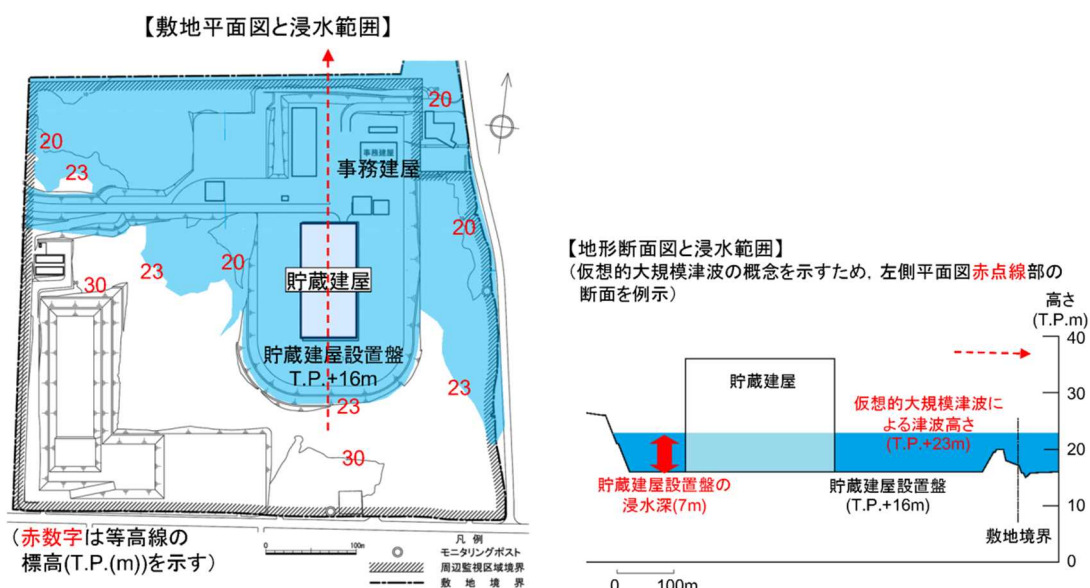 【敷地平面図と浸水範囲】
20
20
23
事務建屋
事務建屋
20
23
20
30
貯蔵建屋
貯蔵建屋設置盤
T.P.+16m
23
23
30
(赤数字は等高線の
標高(T.P.(m))を示す)
0
100m
凡 例
モニタリングポスト
周辺監視区域境界
敷 地 境 界
【地形断面図と浸水範囲】
(仮想的大規模津波の概念を示すため，左側平面図赤点線部の
断面を例示)
高さ
(T.P.m)
40
30
20
10
0
貯蔵建屋
仮想的大規模津波に
よる津波高さ
(T.P.+23m)
貯蔵建屋設置盤の
浸水深(7m)
貯蔵建屋設置盤
(T.P.+16m)
敷地境界
0 100m